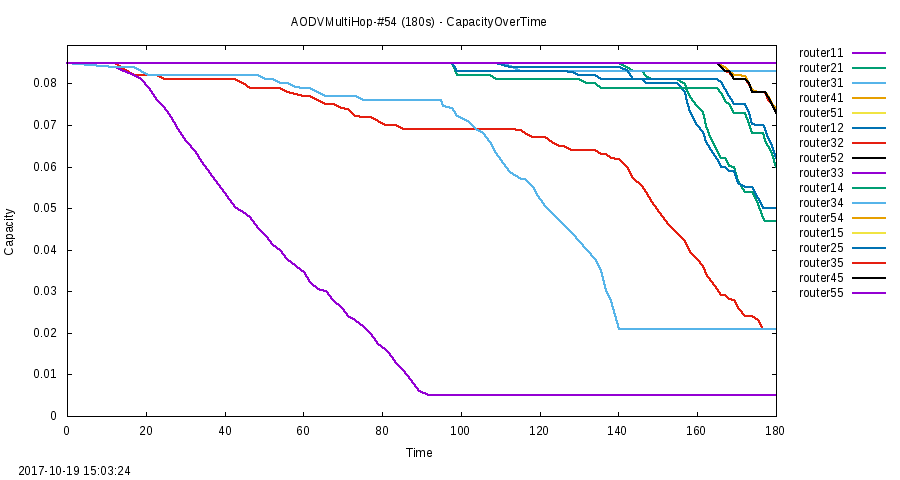 AODVMultiHop-#54 (180s) - CapacityOverTime
Capacity
0.08
0.07
0.06
0.05
0.04
0.03
0.02
0.01
0
0 20 40 60 80 100 120 140 160 180
Time
router11
router21
router31
router41
router51
router12
router32
router52
router33
router14
router34
router54
router15
router25
router35
router45
router55
2017-10-19 15:03:24